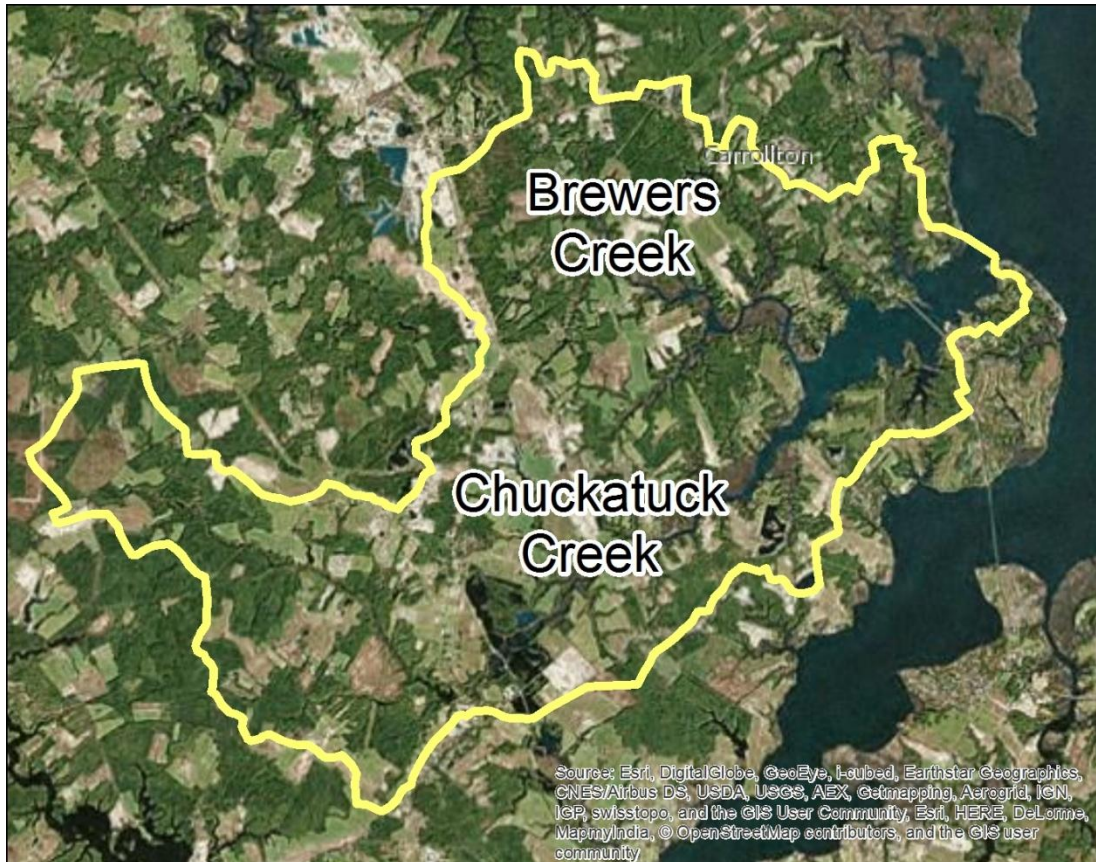 Carrollton
Brewers
Creek
Chuckatuck
Creek
Source: Esri, DigitalGlobe, GeoEye, i-cubed, Earthstar Geographics,
CNES/Airbus DS, USDA, USGS, AEX, Getmapping, Aerogrid, IGN,
IGP, swisstopo, and the GIS User Community, Esri, HERE, DeLorme,
MapmyIndia, © OpenStreetMap contributors, and the GIS user
community